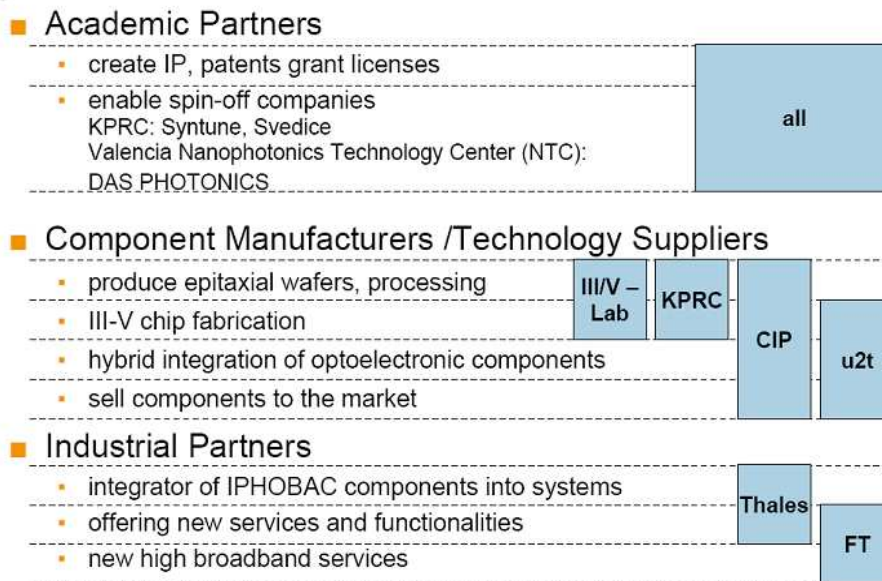 Academic Partners
create IP, patents grant licenses
enable spin-off companies
KPRC: Syntune, Svedice
Valencia Nanophotonics Technology Center (NTC):
DAS PHOTONICS
all
Component Manufacturers /Technology Suppliers
produce epitaxial wafers, processing
III-V chip fabrication
hybrid integration of optoelectronic components
sell components to the market
III/V –
Lab
KPRC
CIP
u2t
Industrial Partners
integrator of IPHOBAC components into systems
offering new services and functionalities
new high broadband services
Thales
FT